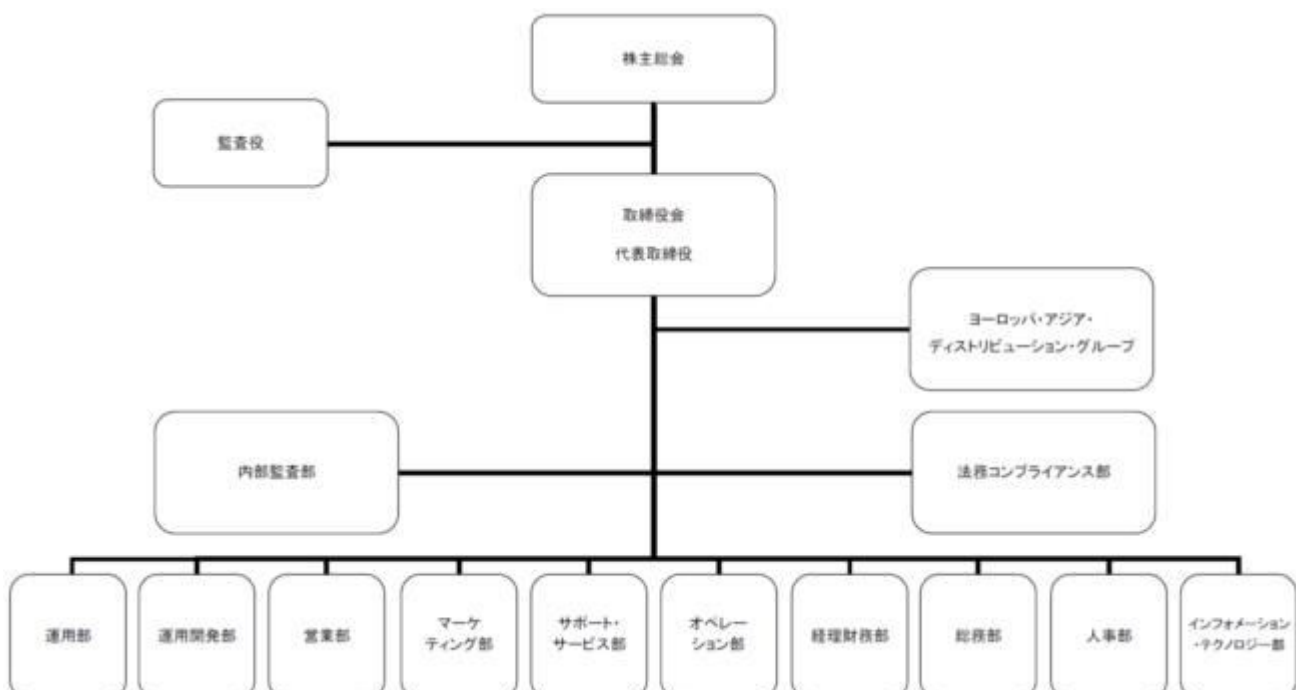 株主総会
監査役
取締役会
代表取締役
ヨーロッパ・アジア・
ディストリビューション・グループ
内部監査部
法務コンプライアンス部
運用部
運用開発部
営業部
マーケ
ティング部
サポート・
サービス部
オペレー
ション部
経理財務部
総務部
人事部
インフォメーション
・テクノロジー部